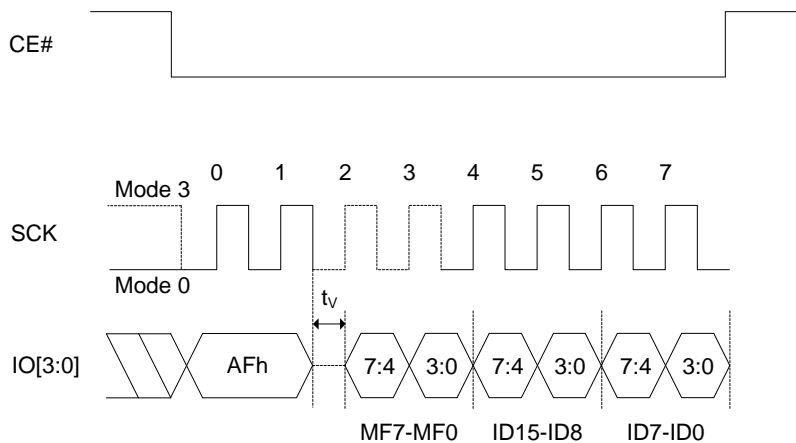 CE#
0 1 2 3 4 5 6 7
Mode 3
SCK
Mode 0
tV
IO[3:0] AFh 7:4 3:0 7:4 3:0 7:4 3:0
MF7-MF0 ID15-ID8 ID7-ID0